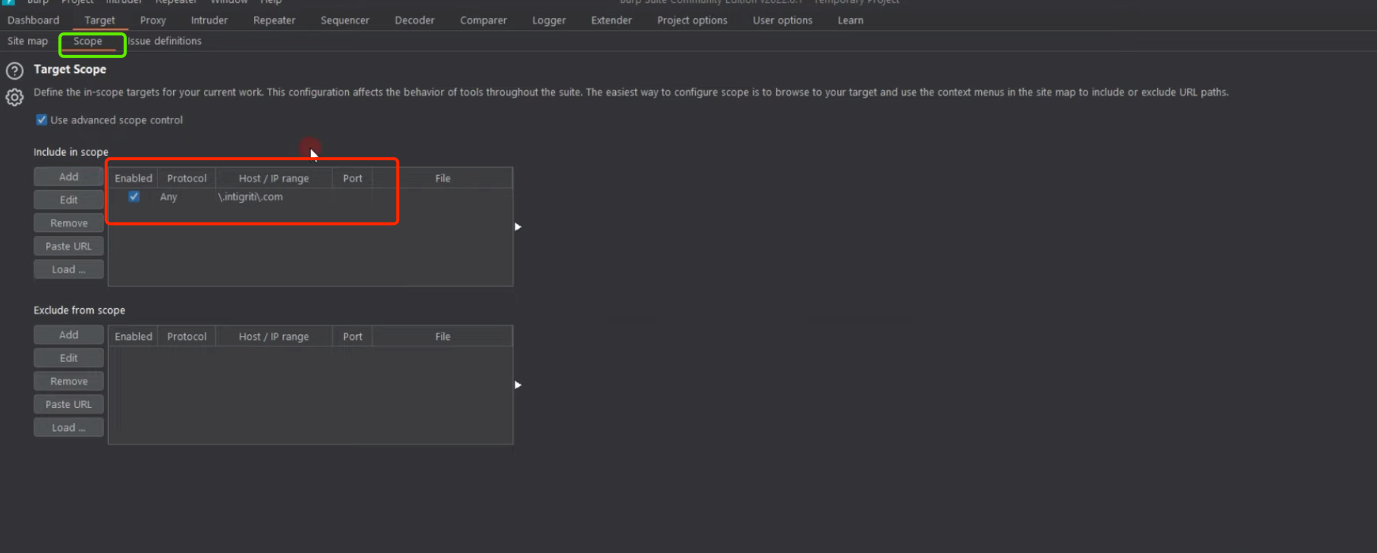 Burp Project Intruder Repeater Window Help Burp Suite Community Edition Temporary Project
Dashboard Target Proxy Intruder Repeater Sequencer Decoder Comparer Logger Extender Project options User options Learn
Site map Scope Issue definitions
Target Scope
Define the in-scope targets for your current work. This configuration affects the behavior of tools throughout the suite. The easiest way to configure scope is to browse to your target and use the context menus in the site map to include or exclude URL paths.
Use advanced scope control
Include in scope
Add Enabled Protocol Host / IP range Port File
Edit Any \.intigriti\.com
Remove
Paste URL
Load ...
Exclude from scope
Add Enabled Protocol Host / IP range Port File
Edit
Remove
Paste URL
Load ...